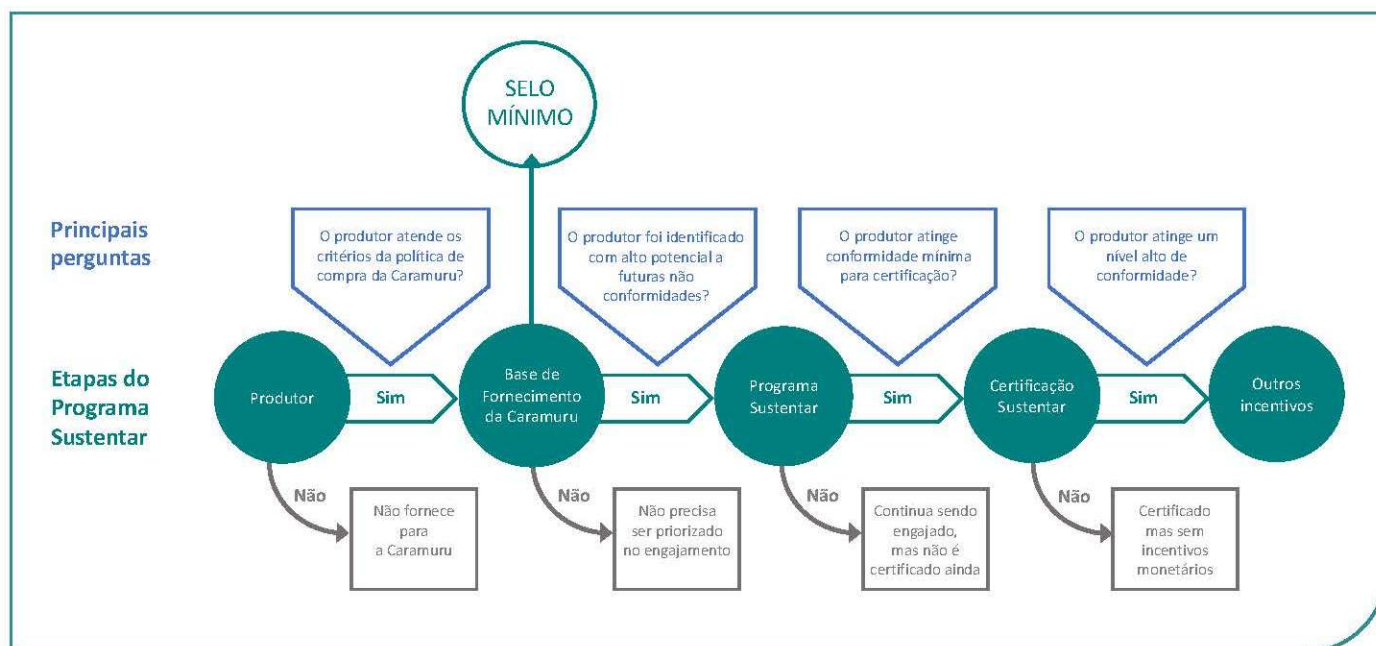 SELO
MÍNIMO
Principais
perguntas
O produtor atende os
critérios da política de
compra da Caramuru?
O produtor foi identificado
com alto potencial a
futuras não
conformidades?
O produtor atinge
conformidade mínima
para certificação?
O produtor atinge um
nível alto de
conformidade?
Etapas do
Programa
Sustentar
Produtor
Sim
Base de
Fornecimento
da Caramuru
Sim
Programa
Sustentar
Sim
Certificação
Sustentar
Sim
Outros
incentivos
Não
Não fornece
para
a Caramuru
Não
Não precisa
ser priorizado
no engajamento
Não
Continua sendo
engajado,
mas não é
certificado ainda
Não
Certificado
mas sem
incentivos
monetários